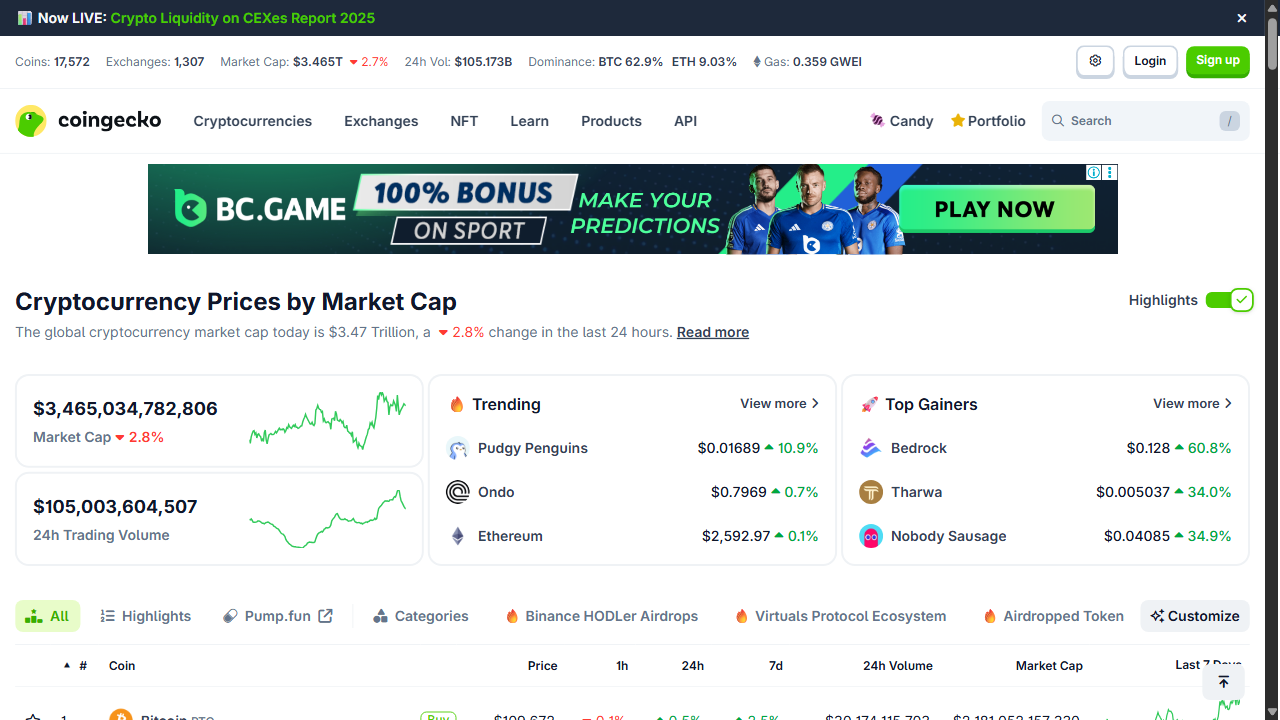 Now LIVE: Crypto Liquidity on CEXes Report 2025
Coins: 17,572 Exchanges: 1,307 Market Cap: $3.465T 2.7% 24h Vol: $105.173B Dominance: BTC 62.9% ETH 9.03% Gas: 0.359 GWEI
Login
Sign up
coingecko
Cryptocurrencies Exchanges NFT Learn Products API
Candy Portfolio Search /
BC.GAME
100% BONUS
ON SPORT
MAKE YOUR
PREDICTIONS
PLAY NOW
Cryptocurrency Prices by Market Cap
Highlights
The global cryptocurrency market cap today is $3.47 Trillion, a 2.8% change in the last 24 hours. Read more
$3,465,034,782,806
Market Cap 2.8%
$105,003,604,507
24h Trading Volume
Trending View more
Pudgy Penguins $0.01689 10.9%
Ondo $0.7969 0.7%
Ethereum $2,592.97 0.1%
Top Gainers View more
Bedrock $0.128 60.8%
Tharwa $0.005037 34.0%
Nobody Sausage $0.04085 34.9%
All Highlights Pump.fun Categories Binance HODLer Airdrops Virtuals Protocol Ecosystem Airdropped Token Customize
# Coin Price 1h 24h 7d 24h Volume Market Cap Last 7 Days
1 Bitcoin BTC Buy